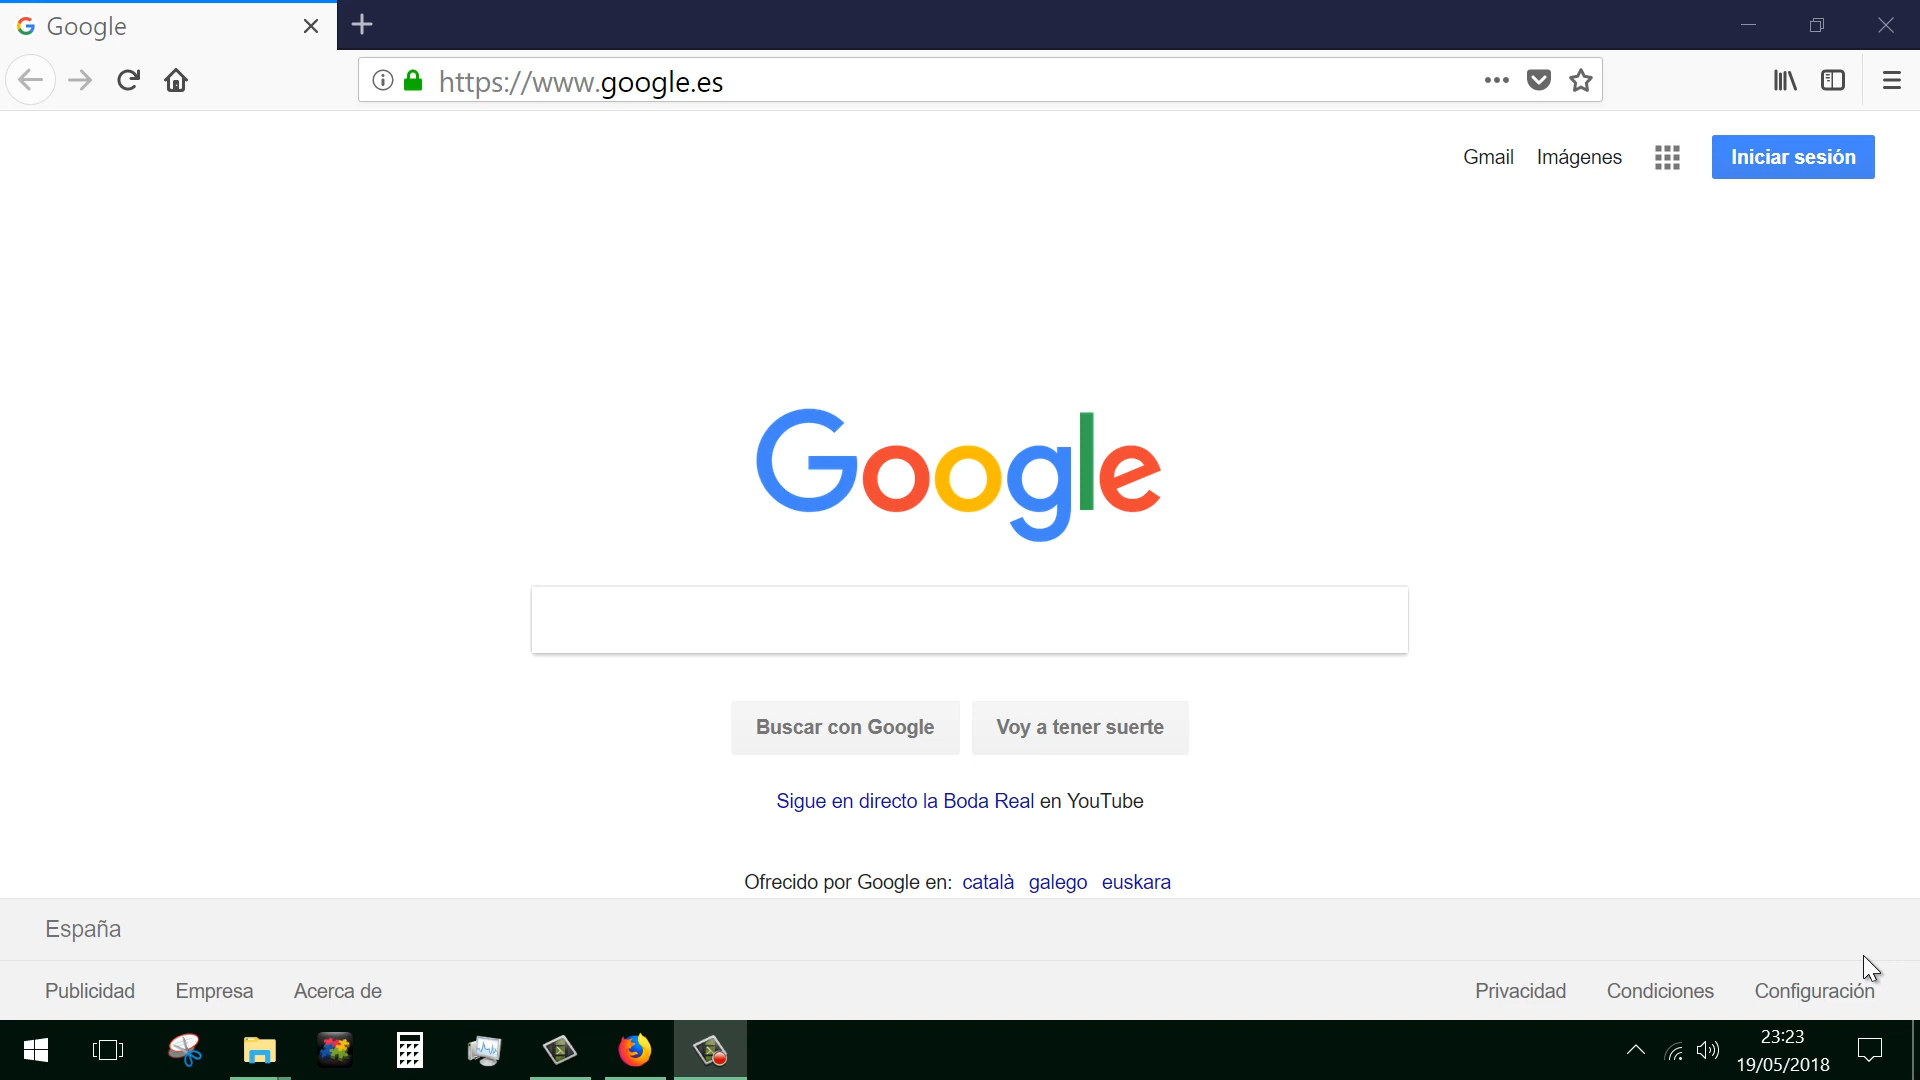 Google
https://www.google.es
Gmail Imágenes Iniciar sesión
Google
Buscar con Google Voy a tener suerte
Sigue en directo la Boda Real en YouTube
Ofrecido por Google en: català galego euskara
España
Publicidad Empresa Acerca de Privacidad Condiciones Configuración
23:23
19/05/2018